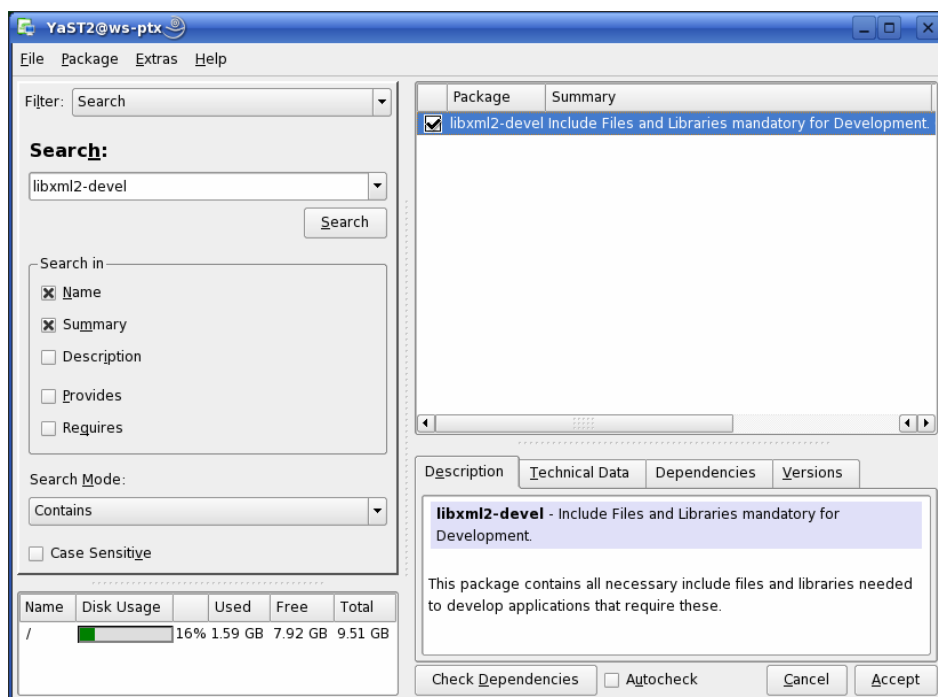 YaST2@ws-ptx
File Package Extras Help
Filter: Search
Search:
libxml2-devel
Search
Search in
Name
Summary
Description
Provides
Requires
Search Mode:
Contains
Case Sensitive
Name Disk Usage Used Free Total
/ 16% 1.59 GB 7.92 GB 9.51 GB
Package Summary
libxml2-devel Include Files and Libraries mandatory for Development.
Description Technical Data Dependencies Versions
libxml2-devel - Include Files and Libraries mandatory for
Development.
This package contains all necessary include files and libraries needed
to develop applications that require these.
Check Dependencies Autocheck Cancel Accept